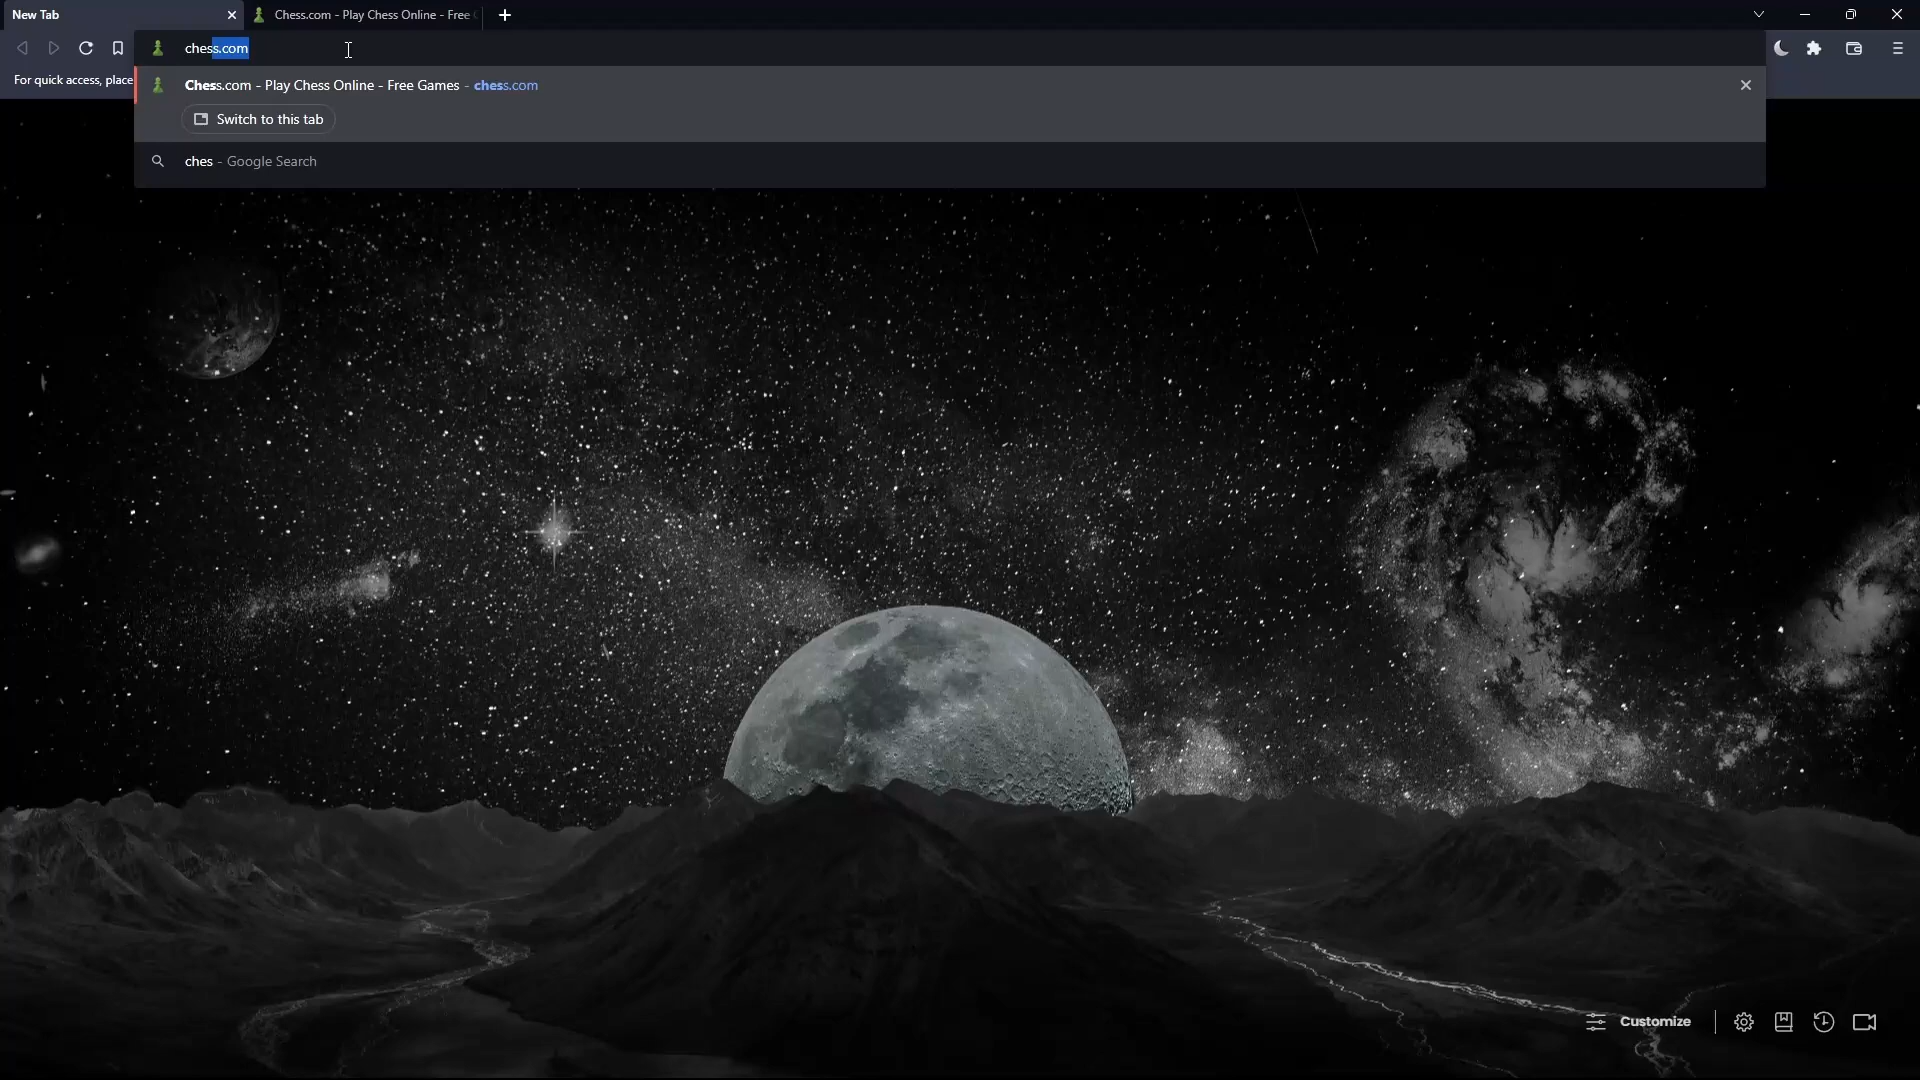 New Tab
Chess.com - Play Chess Online - Free
chess.com
For quick access, place
Chess.com - Play Chess Online - Free Games - chess.com
Switch to this tab
ches - Google Search
Customize